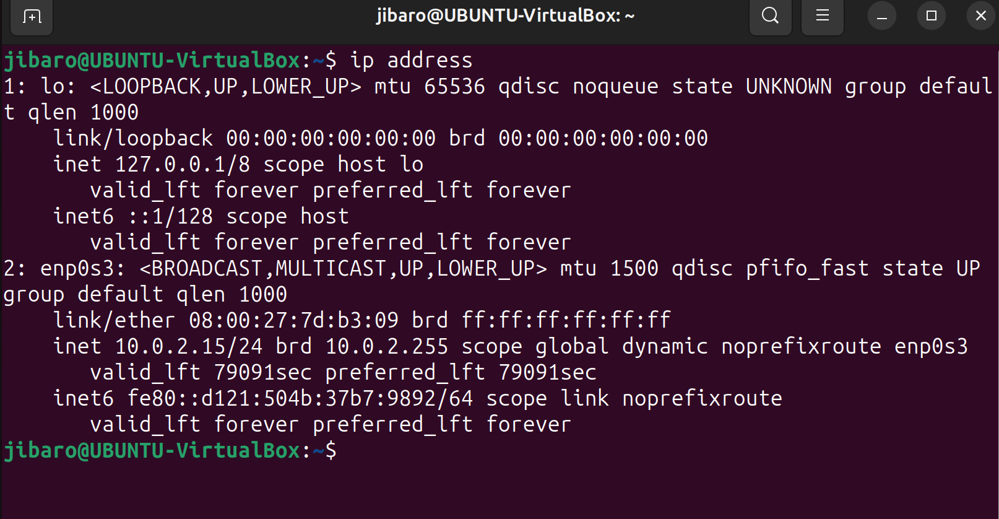 jibaro@UBUNTU-VirtualBox: ~
jibaro@UBUNTU-VirtualBox:~$ ip address
1: lo: <LOOPBACK,UP,LOWER_UP> mtu 65536 qdisc noqueue state UNKNOWN group defaul
t qlen 1000
    link/loopback 00:00:00:00:00:00 brd 00:00:00:00:00:00
    inet 127.0.0.1/8 scope host lo
       valid_lft forever preferred_lft forever
    inet6 ::1/128 scope host
       valid_lft forever preferred_lft forever
2: enp0s3: <BROADCAST,MULTICAST,UP,LOWER_UP> mtu 1500 qdisc pfifo_fast state UP
group default qlen 1000
    link/ether 08:00:27:7d:b3:09 brd ff:ff:ff:ff:ff:ff
    inet 10.0.2.15/24 brd 10.0.2.255 scope global dynamic noprefixroute enp0s3
       valid_lft 79091sec preferred_lft 79091sec
    inet6 fe80::d121:504b:37b7:9892/64 scope link noprefixroute
       valid_lft forever preferred_lft forever
jibaro@UBUNTU-VirtualBox:~$